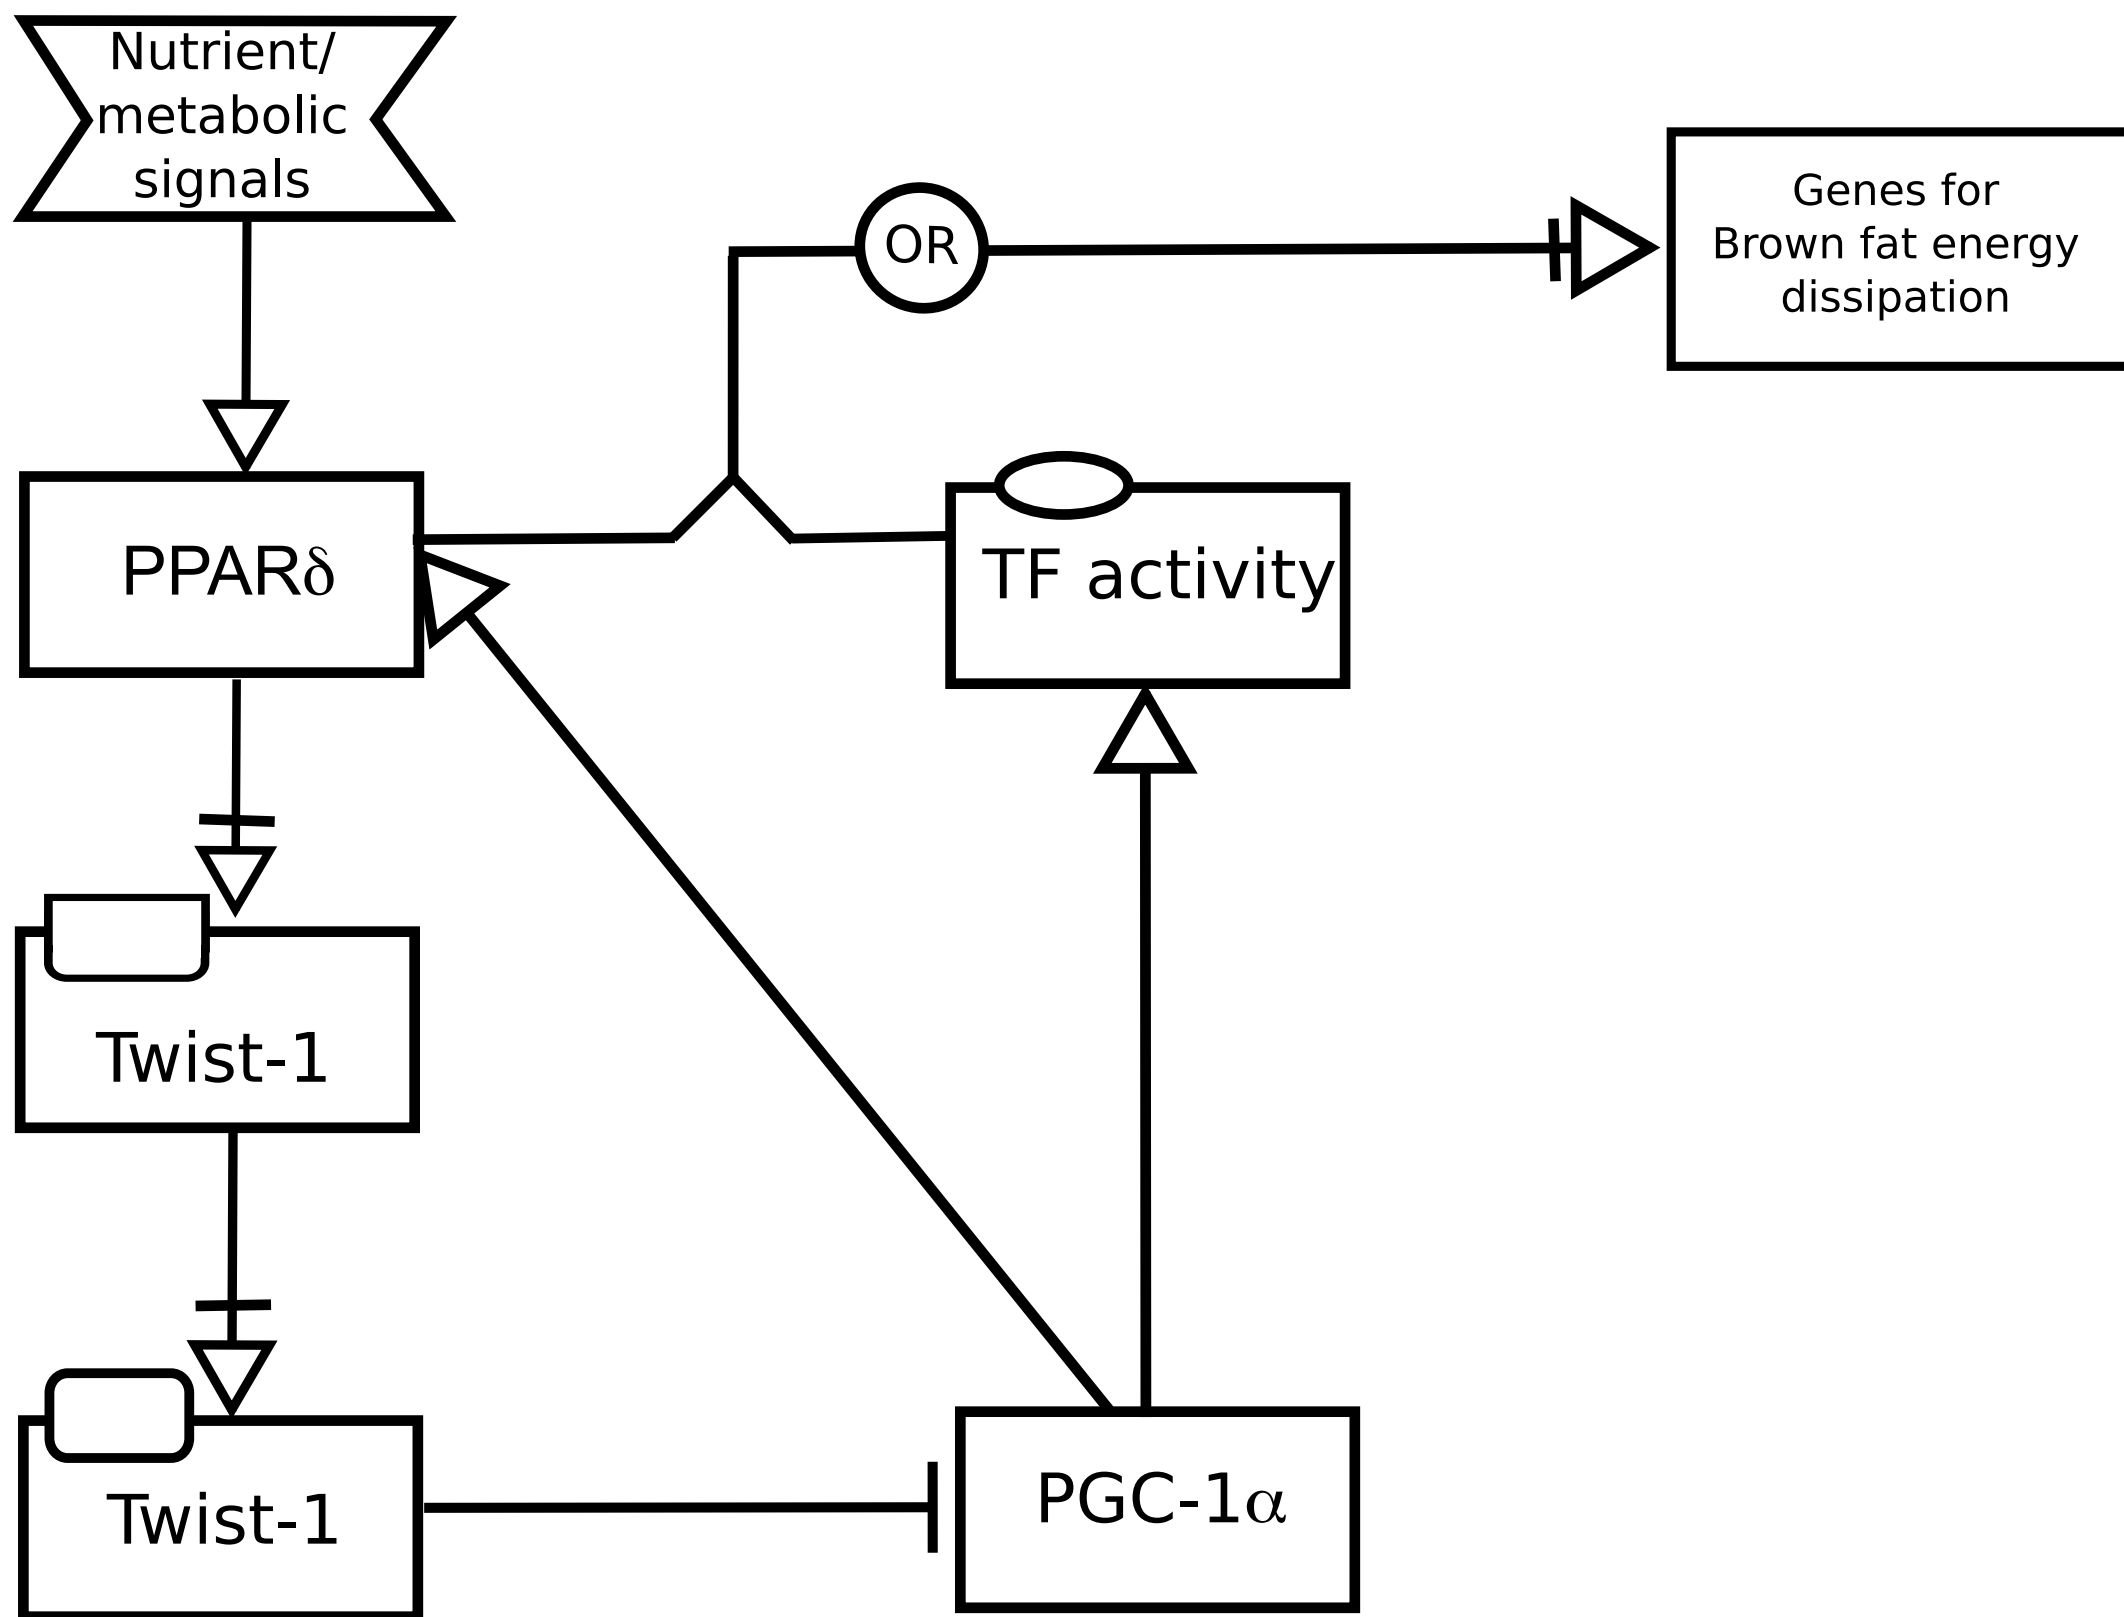 Nutrient/
metabolic
signals
OR
Genes for
Brown fat energy
dissipation
PPARδ
TF activity
Twist-1
Twist-1
PGC-1α